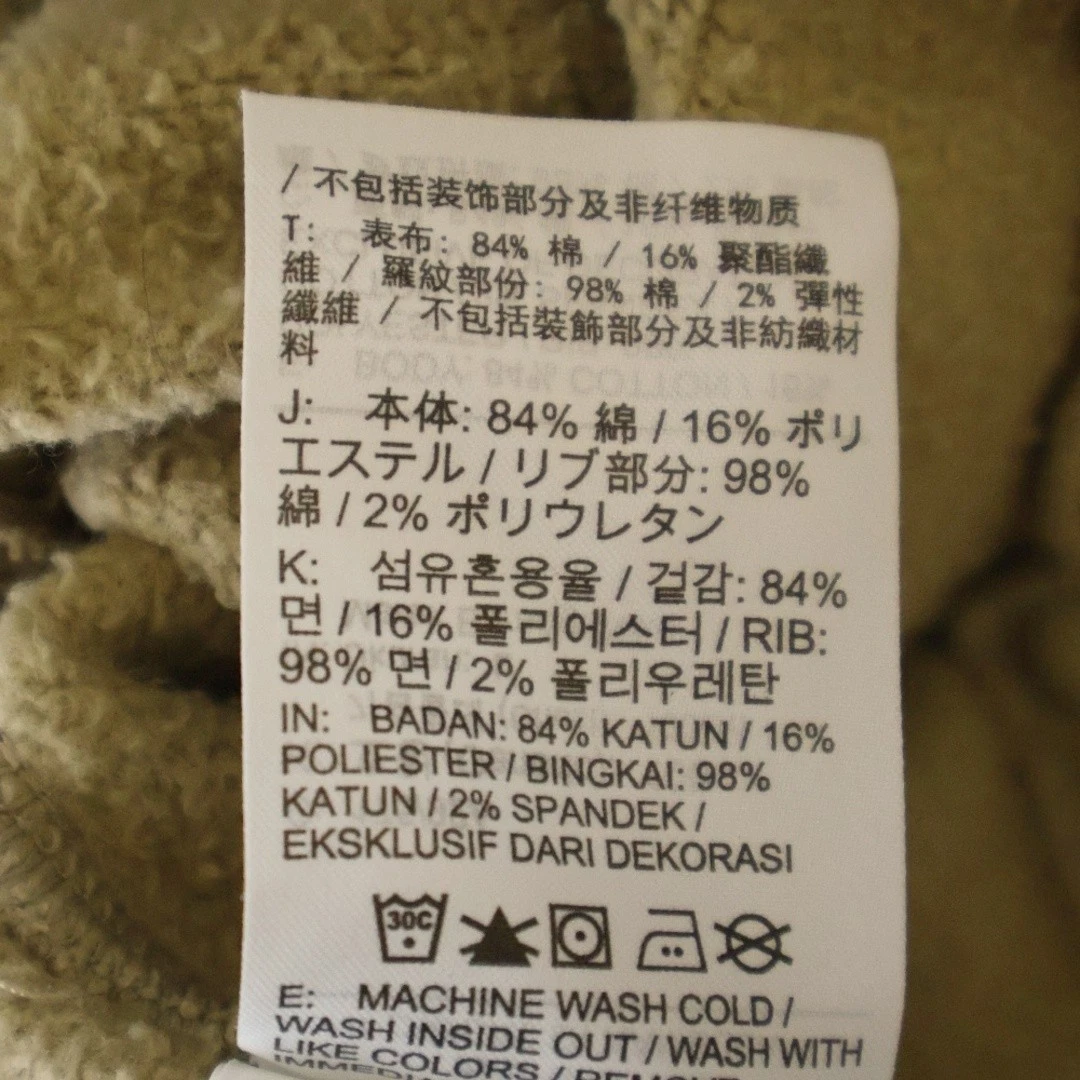 / 不包括装饰部分及非纤维物质
T: 表布: 84% 棉 / 16% 聚酯纖
維 / 羅紋部份: 98% 棉 / 2% 彈性
纖維 / 不包括裝飾部分及非紡織材
料
J: 本体: 84% 綿 / 16% ポリ
エステル / リブ部分: 98%
綿 / 2% ポリウレタン
K: 섬유혼용율 / 겉감: 84%
면 / 16% 폴리에스터 / RIB:
98% 면 / 2% 폴리우레탄
IN: BADAN: 84% KATUN / 16%
POLIESTER / BINGKAI: 98%
KATUN / 2% SPANDEK /
EKSKLUSIF DARI DEKORASI
30C
E: MACHINE WASH COLD /
WASH INSIDE OUT / WASH WITH
LIKE COLORS / REMOVE